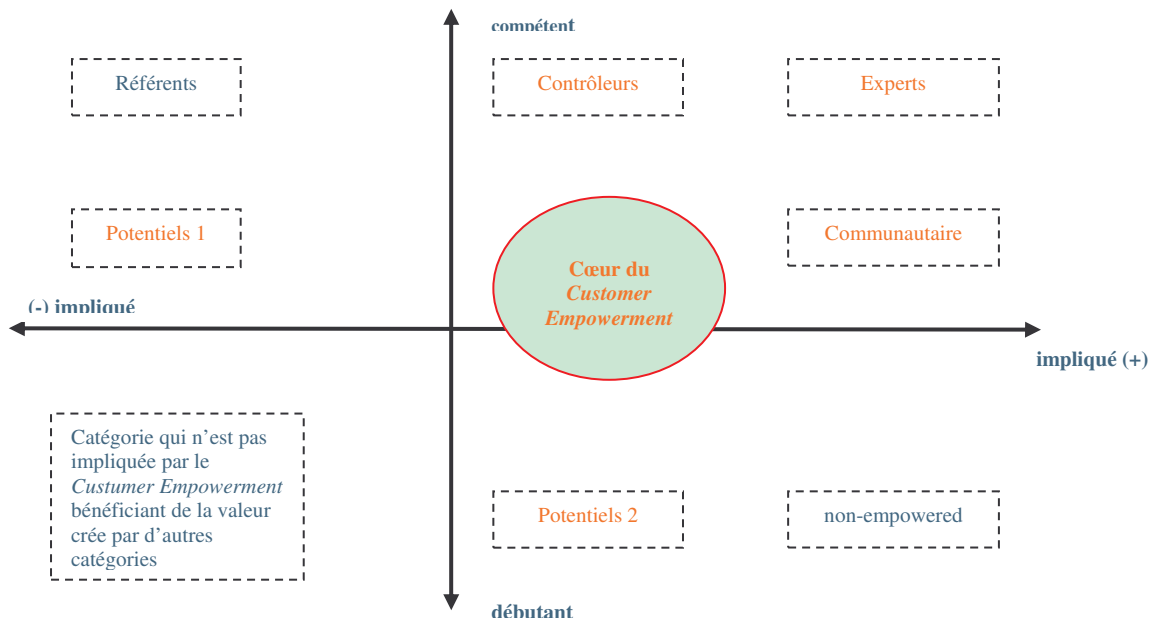 compétent
Référents
Contrôleurs
Experts
Potentiels 1
Communautaire
Cœur du
Customer
Empowerment
(-) impliqué
impliqué (+)
Catégorie qui n’est pas
impliquée par le
Custumer Empowerment
bénéficiant de la valeur
crée par d’autres
catégories
Potentiels 2
non-empowered
débutant